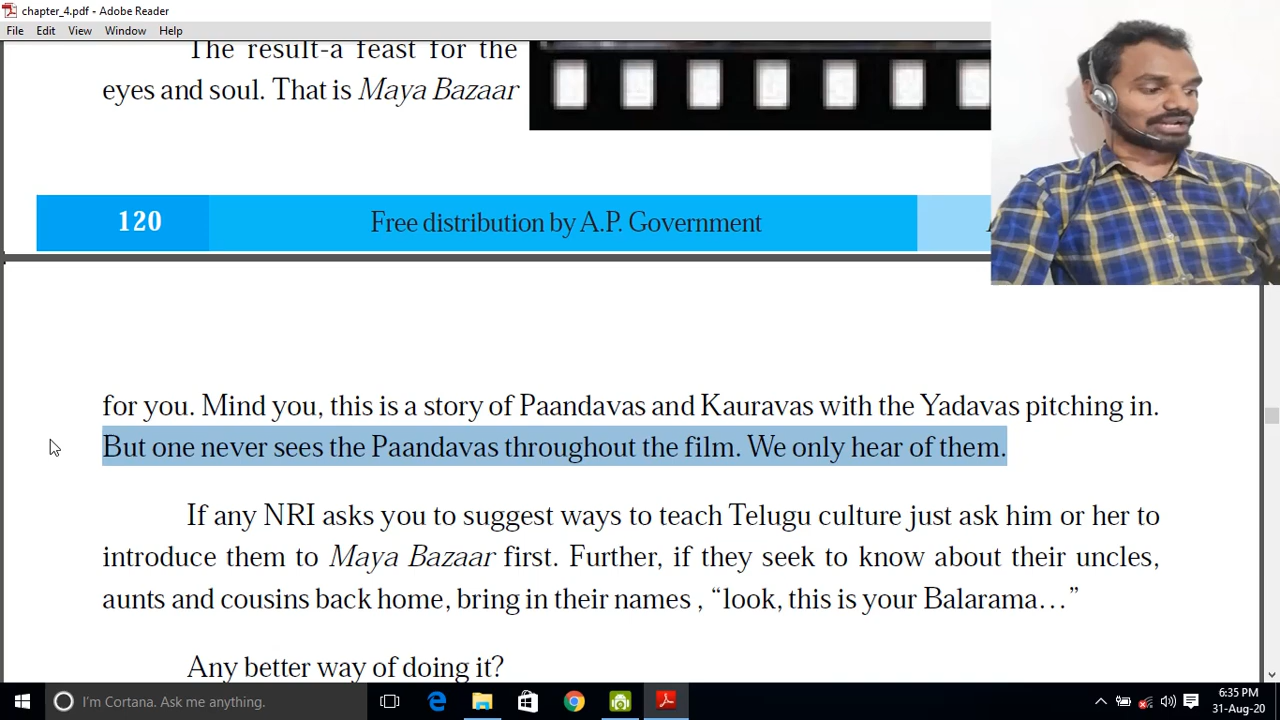 chapter_4.pdf - Adobe Reader
File Edit View Window Help
The result-a feast for the
eyes and soul. That is Maya Bazaar
120 Free distribution by A.P. Government
for you. Mind you, this is a story of Paandavas and Kauravas with the Yadavas pitching in.
But one never sees the Paandavas throughout the film. We only hear of them.
If any NRI asks you to suggest ways to teach Telugu culture just ask him or her to
introduce them to Maya Bazaar first. Further, if they seek to know about their uncles,
aunts and cousins back home, bring in their names , “look, this is your Balarama…”
Any better way of doing it?
I'm Cortana. Ask me anything.
6:35 PM
31-Aug-20